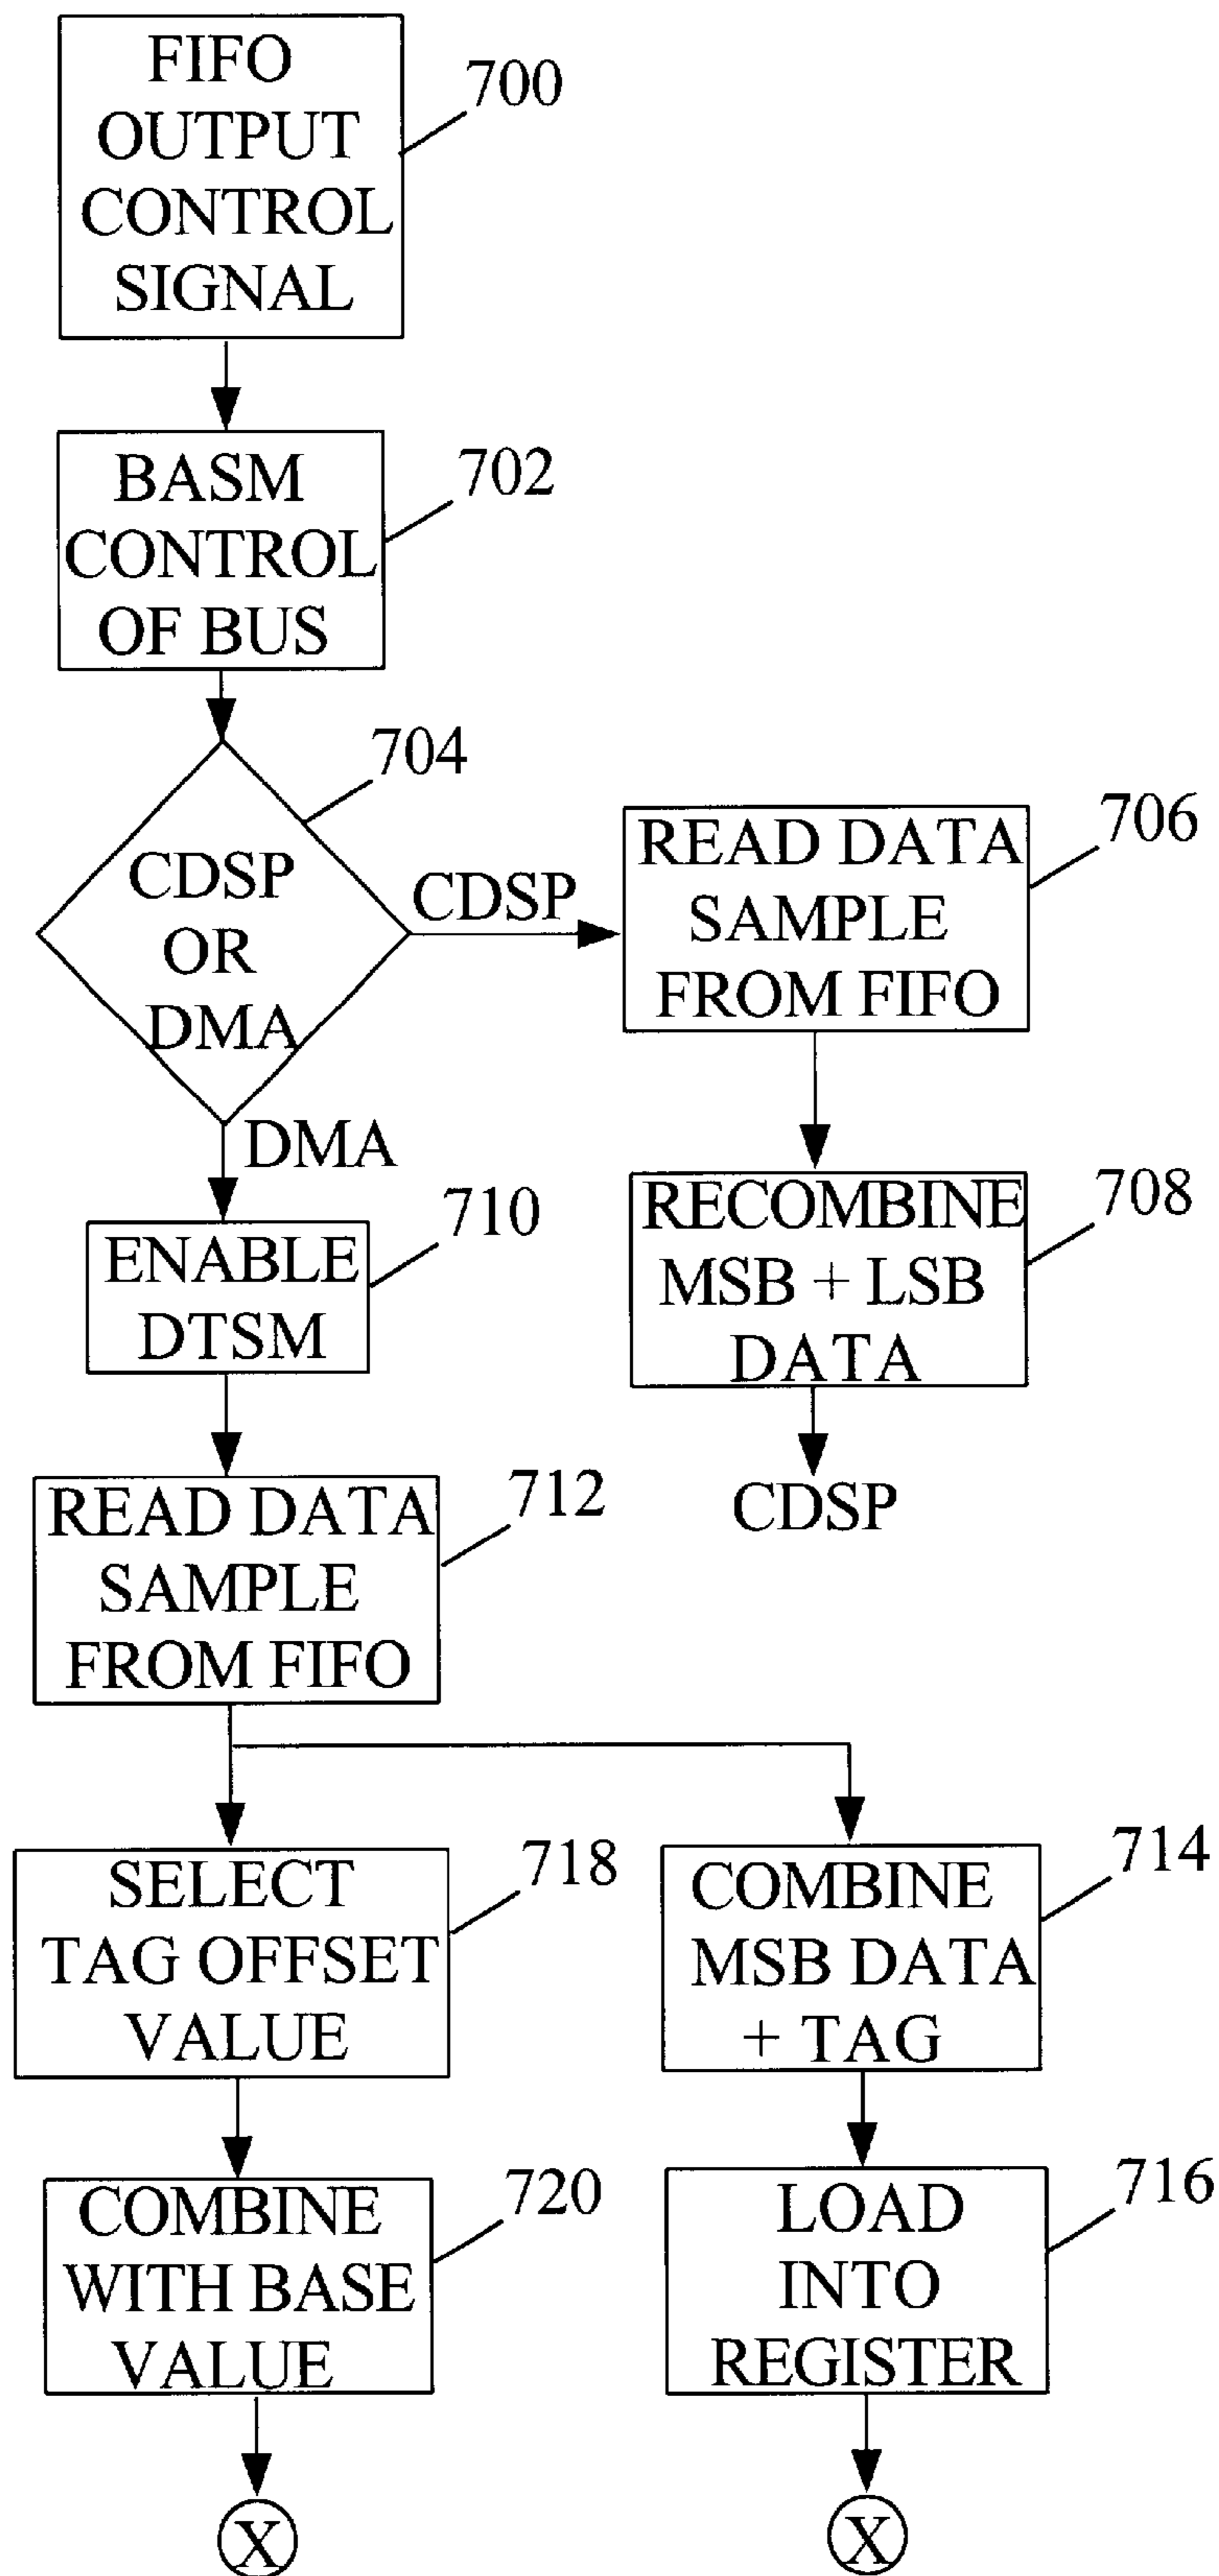 FIFO
OUTPUT
CONTROL
SIGNAL
700
BASM
CONTROL
OF BUS
702
704
CDSP
OR
DMA
CDSP
READ DATA
SAMPLE
FROM FIFO
706
RECOMBINE
MSB + LSB
DATA
708
CDSP
DMA
ENABLE
DTSM
710
READ DATA
SAMPLE
FROM FIFO
712
SELECT
TAG OFFSET
VALUE
718
COMBINE
MSB DATA
+ TAG
714
COMBINE
WITH BASE
VALUE
720
LOAD
INTO
REGISTER
716
X
X